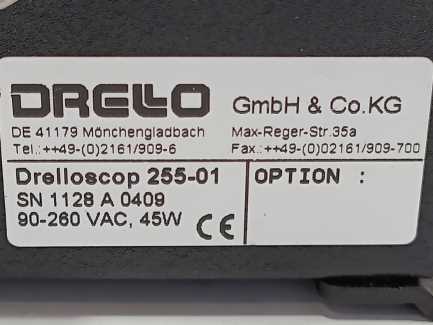 DRELLO GmbH & Co.KG
DE 41179 Mönchengladbach Max-Reger-Str.35a
Tel.:++49-(0)2161/909-6 Fax.:++49-(0)02161/909-700
Drelloscop 255-01 OPTION :
SN 1128 A 0409
90-260 VAC, 45W CE